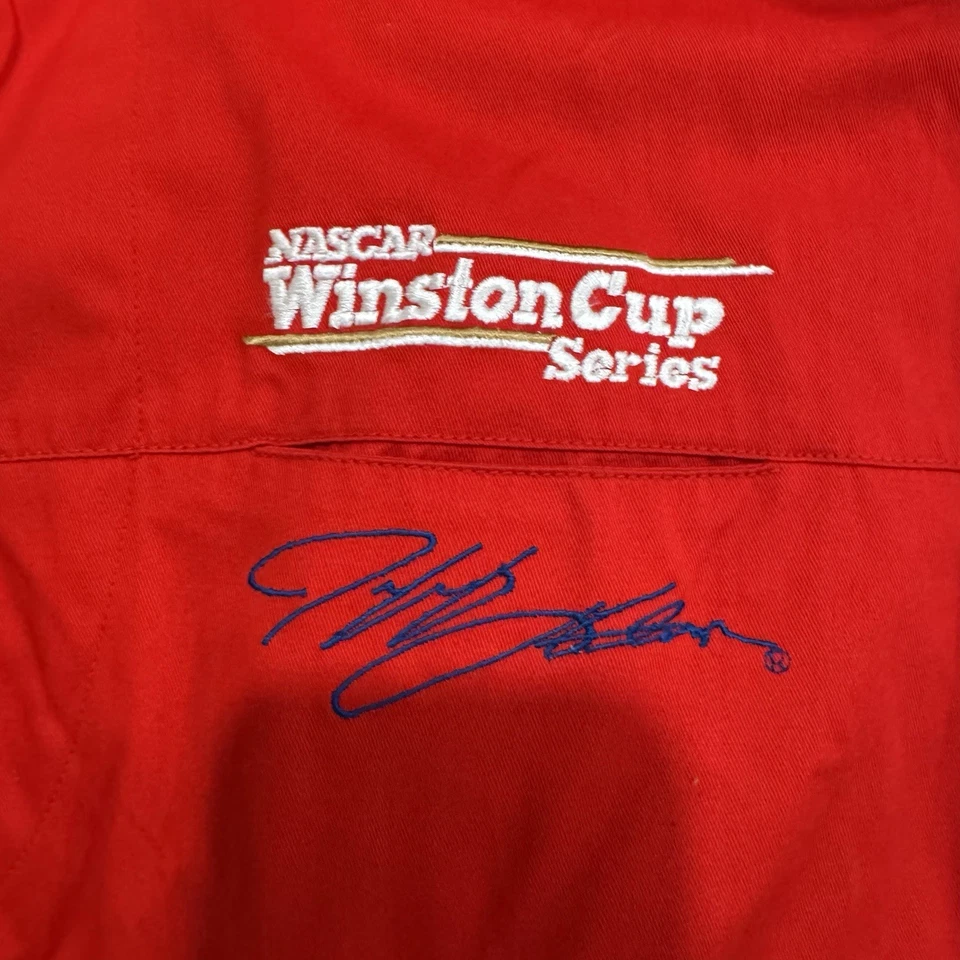 NASCAR
Winston Cup
Series
®